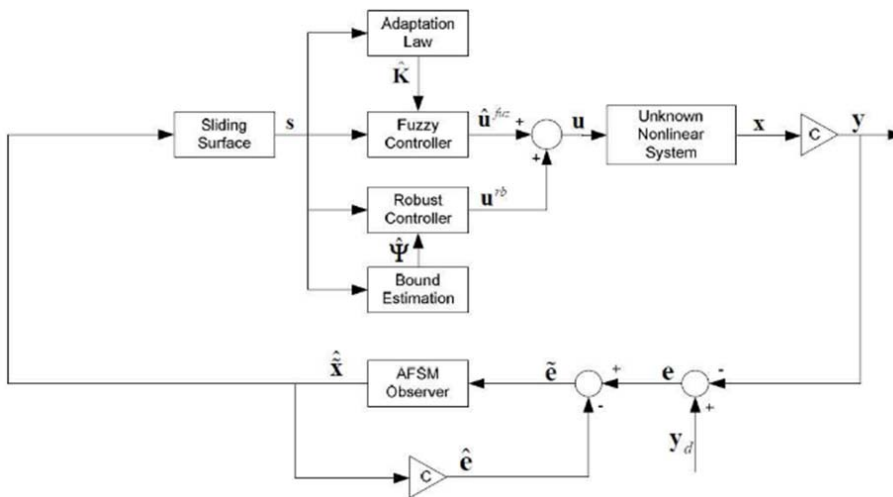 Adaptation
Law
K̂
Sliding
Surface
s
Fuzzy
Controller
û^fuz
+
+
u
Unknown
Nonlinear
System
x
C
y
Robust
Controller
u^rb
Ψ̂
Bound
Estimation
x̃̂
AFSM
Observer
ẽ
+
-
e
-
+
y_d
C
ê